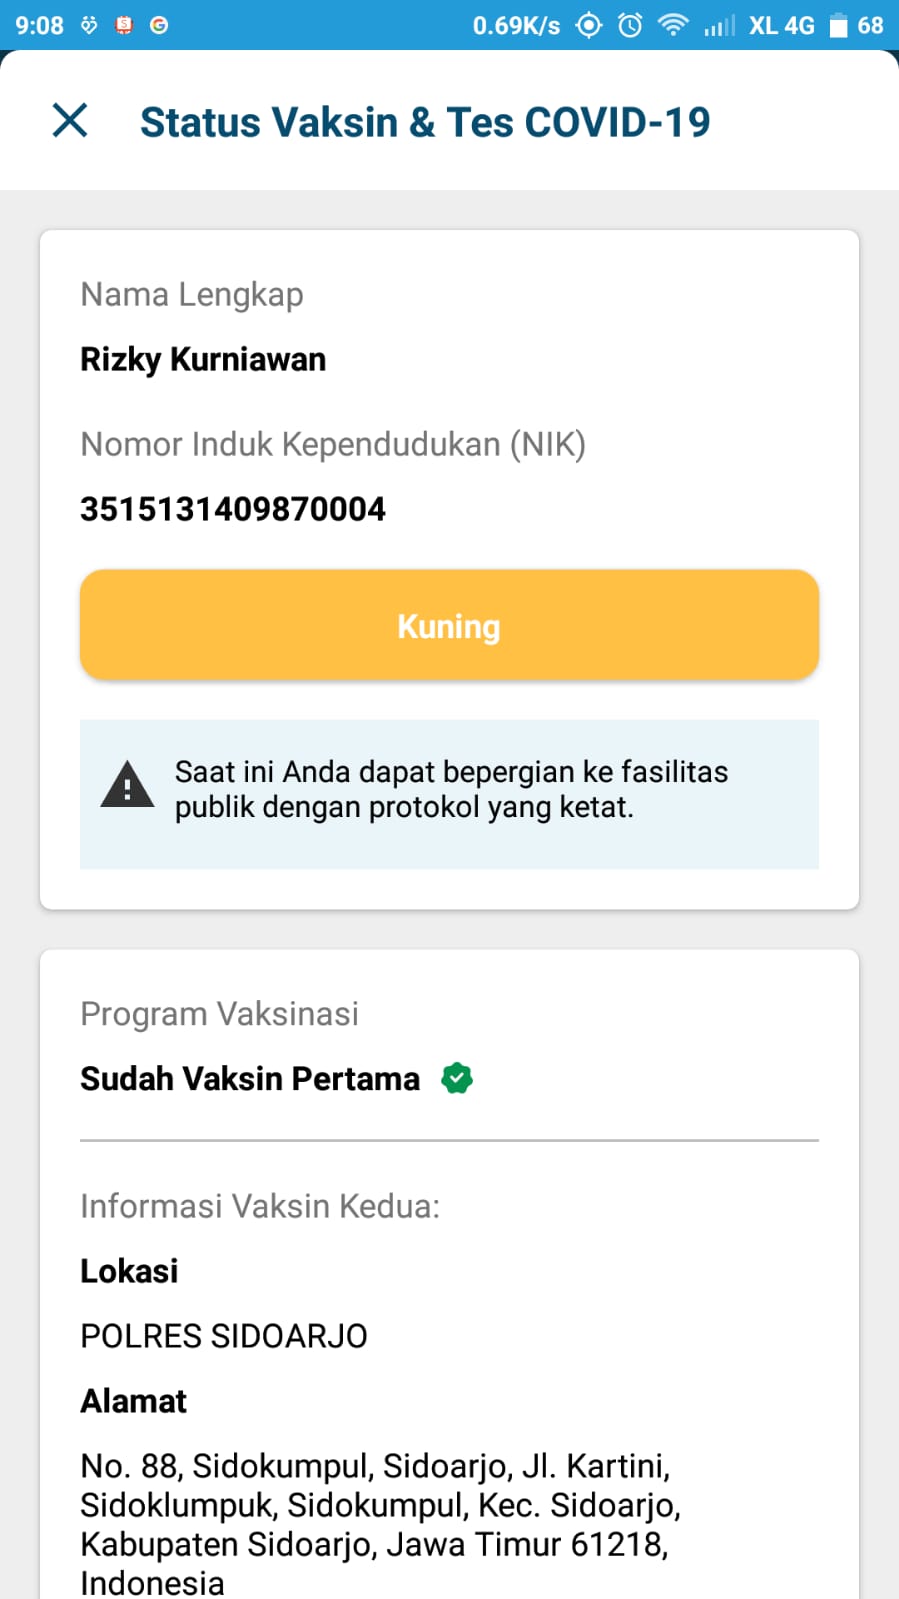 9:08 0.69K/s XL 4G 68
Status Vaksin & Tes COVID-19
Nama Lengkap
Rizky Kurniawan
Nomor Induk Kependudukan (NIK)
3515131409870004
Kuning
Saat ini Anda dapat bepergian ke fasilitas
publik dengan protokol yang ketat.
Program Vaksinasi
Sudah Vaksin Pertama
Informasi Vaksin Kedua:
Lokasi
POLRES SIDOARJO
Alamat
No. 88, Sidokumpul, Sidoarjo, Jl. Kartini,
Sidoklumpuk, Sidokumpul, Kec. Sidoarjo,
Kabupaten Sidoarjo, Jawa Timur 61218,
Indonesia